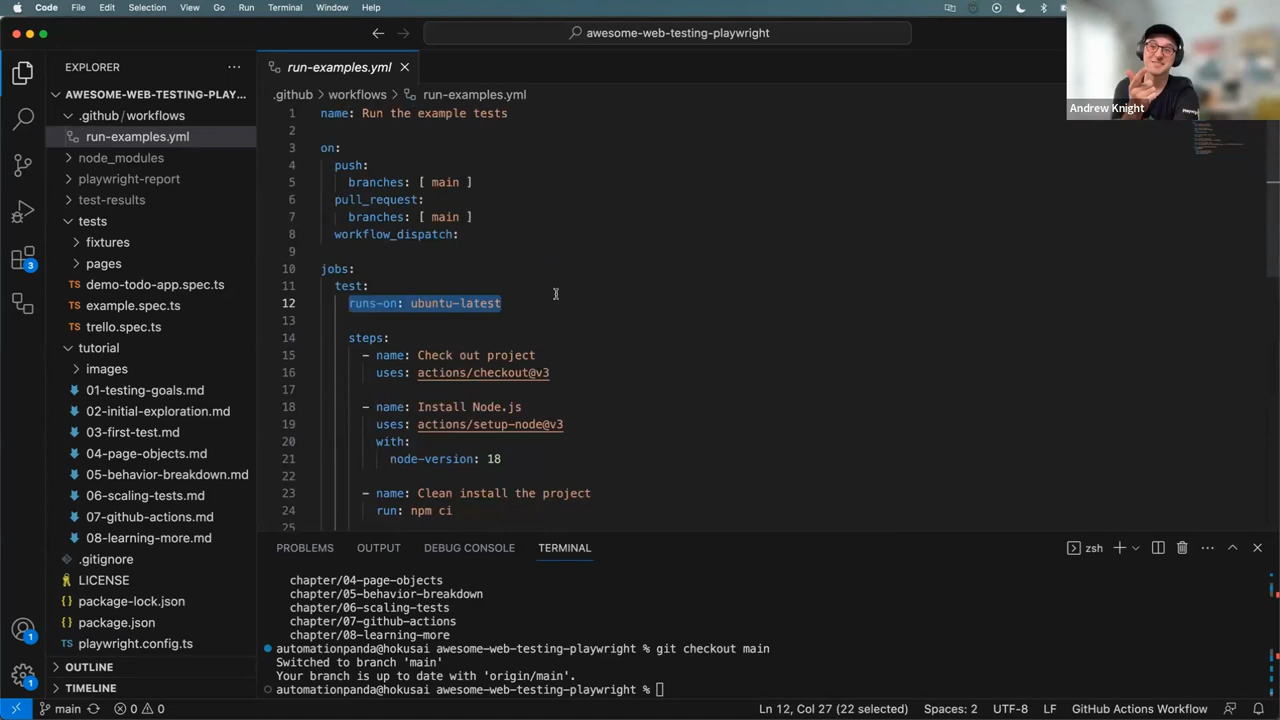 Code File Edit Selection View Go Run Terminal Window Help
awesome-web-testing-playwright
Andrew Knight
EXPLORER
run-examples.yml
AWESOME-WEB-TESTING-PLAY...
.github > workflows > run-examples.yml
.github/workflows
run-examples.yml
node_modules
playwright-report
test-results
tests
fixtures
pages
demo-todo-app.spec.ts
example.spec.ts
trello.spec.ts
tutorial
images
01-testing-goals.md
02-initial-exploration.md
03-first-test.md
04-page-objects.md
05-behavior-breakdown.md
06-scaling-tests.md
07-github-actions.md
08-learning-more.md
.gitignore
LICENSE
package-lock.json
package.json
playwright.config.ts
OUTLINE
TIMELINE
3
1
1
1 name: Run the example tests
2
3 on:
4 push:
5 branches: [ main ]
6 pull_request:
7 branches: [ main ]
8 workflow_dispatch:
9
10 jobs:
11 test:
12 runs-on: ubuntu-latest
13
14 steps:
15 - name: Check out project
16 uses: actions/checkout@v3
17
18 - name: Install Node.js
19 uses: actions/setup-node@v3
20 with:
21 node-version: 18
22
23 - name: Clean install the project
24 run: npm ci
25
PROBLEMS OUTPUT DEBUG CONSOLE TERMINAL zsh
chapter/04-page-objects
chapter/05-behavior-breakdown
chapter/06-scaling-tests
chapter/07-github-actions
chapter/08-learning-more
automationpanda@hokusai awesome-web-testing-playwright % git checkout main
Switched to branch 'main'
Your branch is up to date with 'origin/main'.
automationpanda@hokusai awesome-web-testing-playwright %
main 0 0 Ln 12, Col 27 (22 selected) Spaces: 2 UTF-8 LF GitHub Actions Workflow